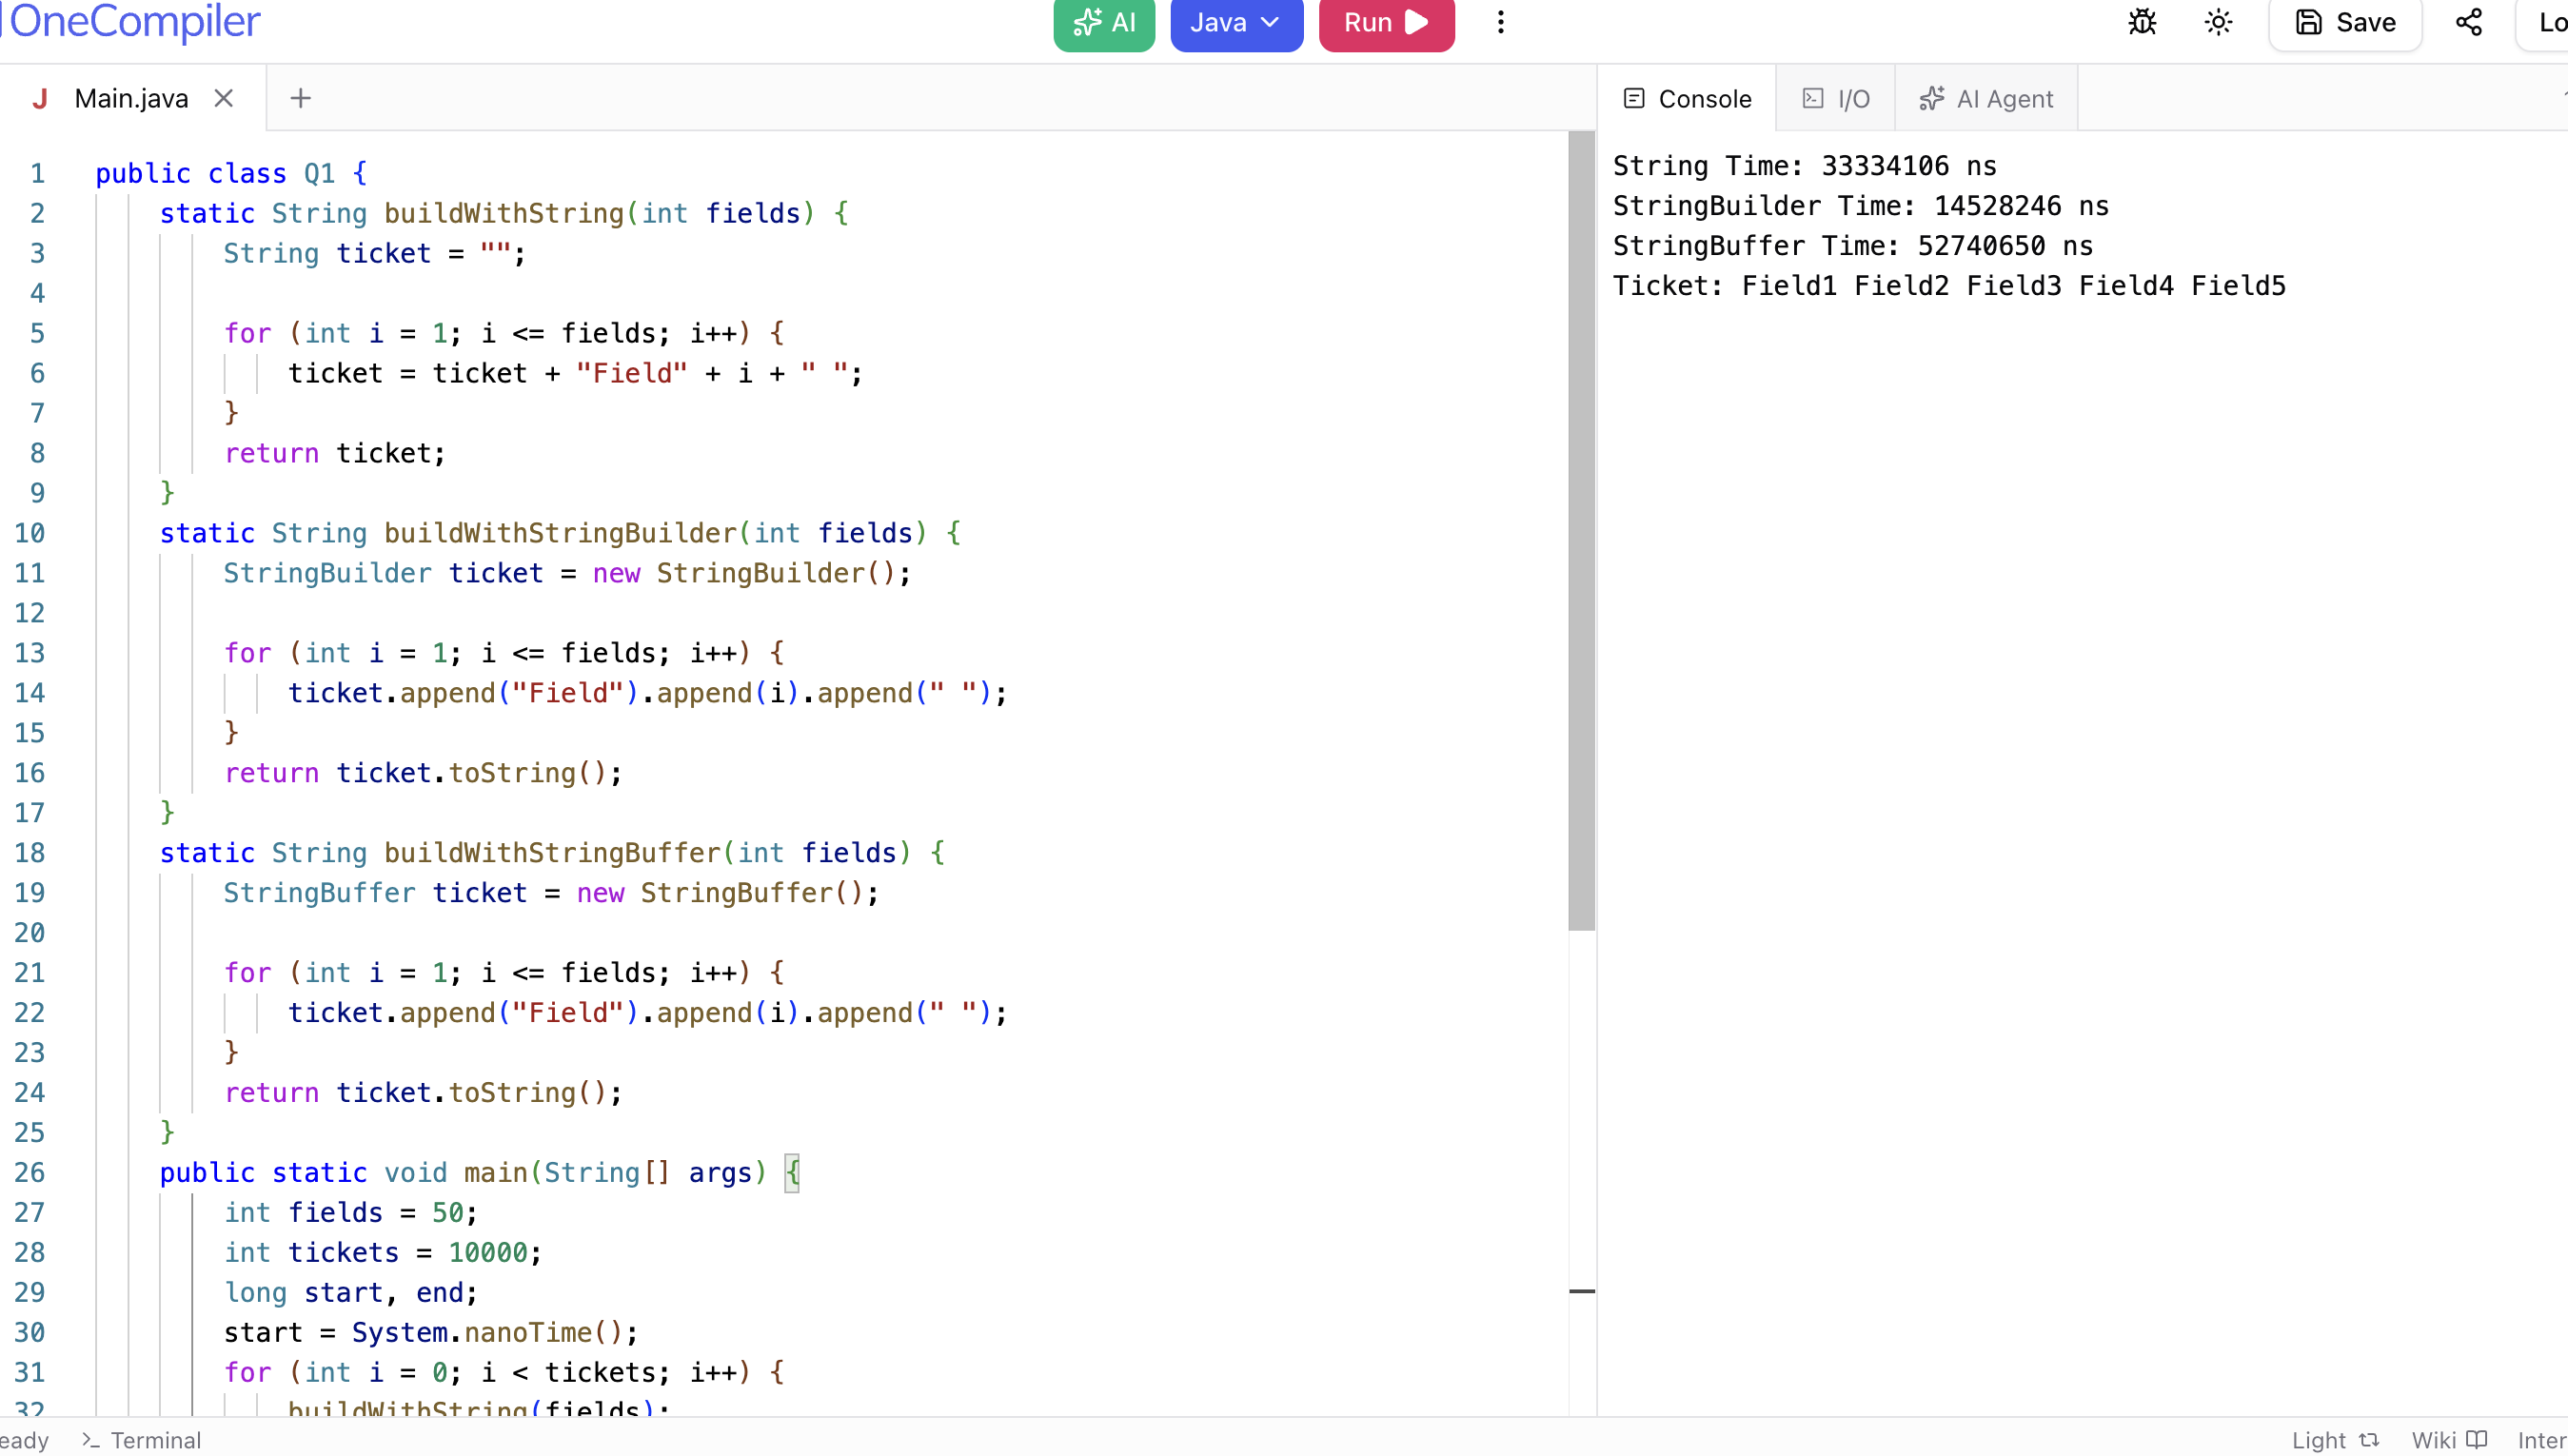 OneCompiler
AI
Java
Run
Save
J Main.java
Console
I/O
AI Agent
1 public class Q1 {
2 static String buildWithString(int fields) {
3 String ticket = "";
4
5 for (int i = 1; i <= fields; i++) {
6 ticket = ticket + "Field" + i + " ";
7 }
8 return ticket;
9 }
10 static String buildWithStringBuilder(int fields) {
11 StringBuilder ticket = new StringBuilder();
12
13 for (int i = 1; i <= fields; i++) {
14 ticket.append("Field").append(i).append(" ");
15 }
16 return ticket.toString();
17 }
18 static String buildWithStringBuffer(int fields) {
19 StringBuffer ticket = new StringBuffer();
20
21 for (int i = 1; i <= fields; i++) {
22 ticket.append("Field").append(i).append(" ");
23 }
24 return ticket.toString();
25 }
26 public static void main(String[] args) {
27 int fields = 50;
28 int tickets = 10000;
29 long start, end;
30 start = System.nanoTime();
31 for (int i = 0; i < tickets; i++) {
32 buildWithString(fields);
String Time: 33334106 ns
StringBuilder Time: 14528246 ns
StringBuffer Time: 52740650 ns
Ticket: Field1 Field2 Field3 Field4 Field5
eady
Terminal
Light
Wiki
Inter